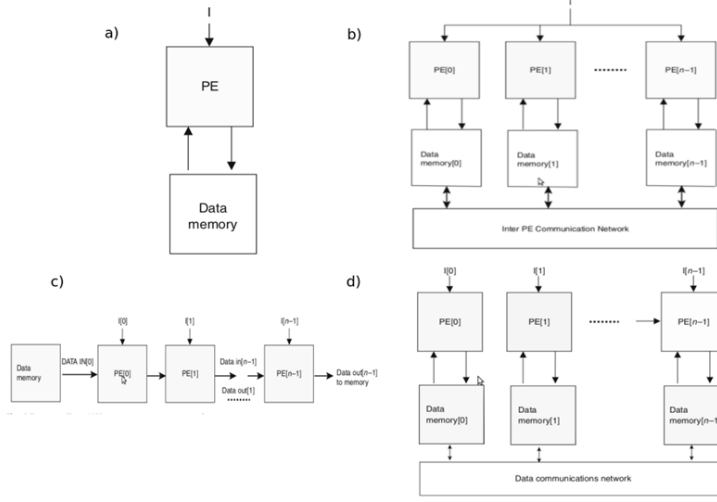 a)
I
PE
Data
memory
b)
I
PE[0]
PE[1]
........
PE[n−1]
Data
memory[0]
Data
memory[1]
Data
memory[n−1]
Inter PE Communication Network
c)
I[0]
I[1]
I[n−1]
Data
memory
DATA IN[0]
PE[0]
PE[1]
Data in[n−1]
Data out[1]
........
PE[n−1]
Data out[n−1]
to memory
d)
I[0]
I[1]
I[n−1]
PE[0]
PE[1]
........
PE[n−1]
Data
memory[0]
Data
memory[1]
Data
memory[n−1
Data communications network